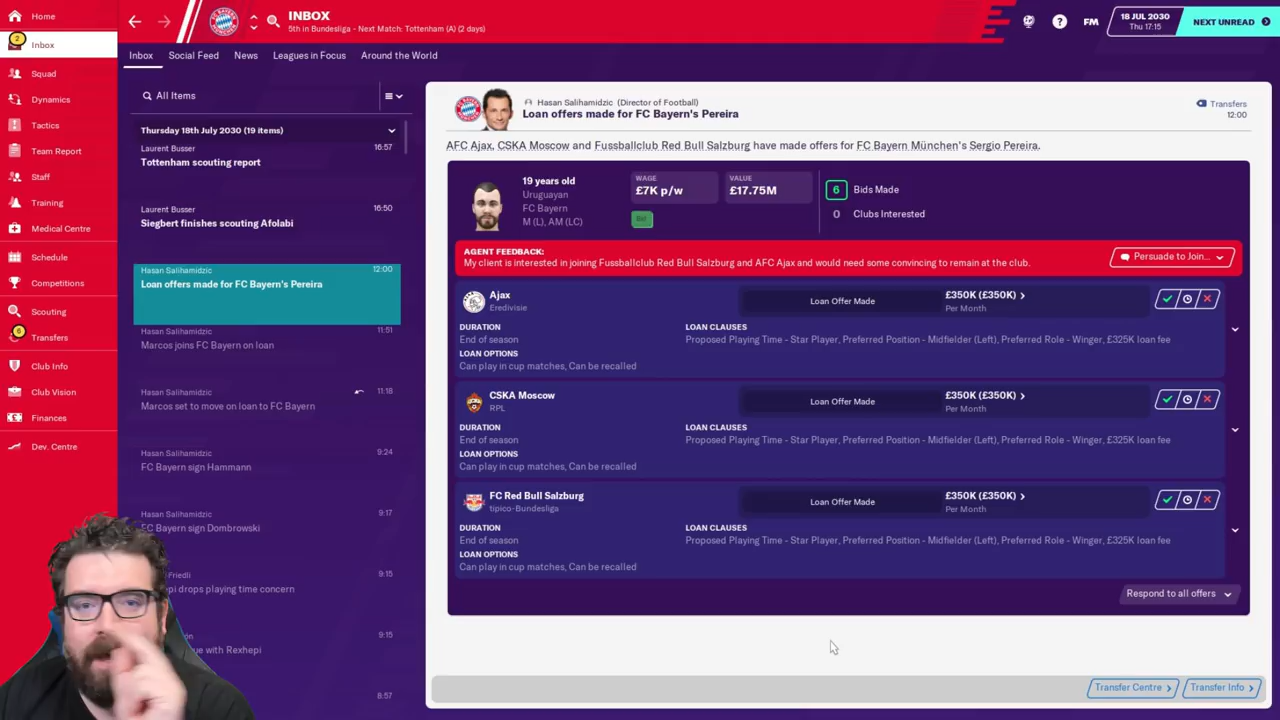 Home
2
Inbox
Squad
Dynamics
Tactics
Team Report
Staff
Training
Medical Centre
Schedule
Competitions
Scouting
6
Transfers
Club Info
Club Vision
Finances
Dev. Centre
INBOX
5th in Bundesliga - Next Match: Tottenham (A) (2 days)
?
FM
18 JUL 2030
Thu 17:15
NEXT UNREAD
Inbox
Social Feed
News
Leagues in Focus
Around the World
All Items
Thursday 18th July 2030 (19 items)
Laurent Busser 16:57
Tottenham scouting report
Laurent Busser 16:50
Siegbert finishes scouting Afolabi
Hasan Salihamidzic 12:00
Loan offers made for FC Bayern's Pereira
Hasan Salihamidzic 11:51
Marcos joins FC Bayern on loan
Hasan Salihamidzic 11:18
Marcos set to move on loan to FC Bayern
Hasan Salihamidzic 9:24
FC Bayern sign Hammann
Hasan Salihamidzic 9:17
FC Bayern sign Dombrowski
Friedli 9:15
epi drops playing time concern
9:15
ue with Rexhepi
8:57
Hasan Salihamidzic (Director of Football)
Loan offers made for FC Bayern's Pereira
Transfers
12:00
AFC Ajax, CSKA Moscow and Fussballclub Red Bull Salzburg have made offers for FC Bayern München's Sergio Pereira.
19 years old
Uruguayan
FC Bayern
M (L), AM (LC)
WAGE
£7K p/w
VALUE
£17.75M
6 Bids Made
0 Clubs Interested
AGENT FEEDBACK:
My client is interested in joining Fussballclub Red Bull Salzburg and AFC Ajax and would need some convincing to remain at the club.
Persuade to Join...
Ajax
Eredivisie
Loan Offer Made
£350K (£350K)
Per Month
DURATION
End of season
LOAN OPTIONS
Can play in cup matches, Can be recalled
LOAN CLAUSES
Proposed Playing Time - Star Player, Preferred Position - Midfielder (Left), Preferred Role - Winger, £325K loan fee
CSKA Moscow
RPL
Loan Offer Made
£350K (£350K)
Per Month
DURATION
End of season
LOAN OPTIONS
Can play in cup matches, Can be recalled
LOAN CLAUSES
Proposed Playing Time - Star Player, Preferred Position - Midfielder (Left), Preferred Role - Winger, £325K loan fee
FC Red Bull Salzburg
tipico-Bundesliga
Loan Offer Made
£350K (£350K)
Per Month
DURATION
End of season
LOAN OPTIONS
Can play in cup matches, Can be recalled
LOAN CLAUSES
Proposed Playing Time - Star Player, Preferred Position - Midfielder (Left), Preferred Role - Winger, £325K loan fee
Respond to all offers
Transfer Centre
Transfer Info